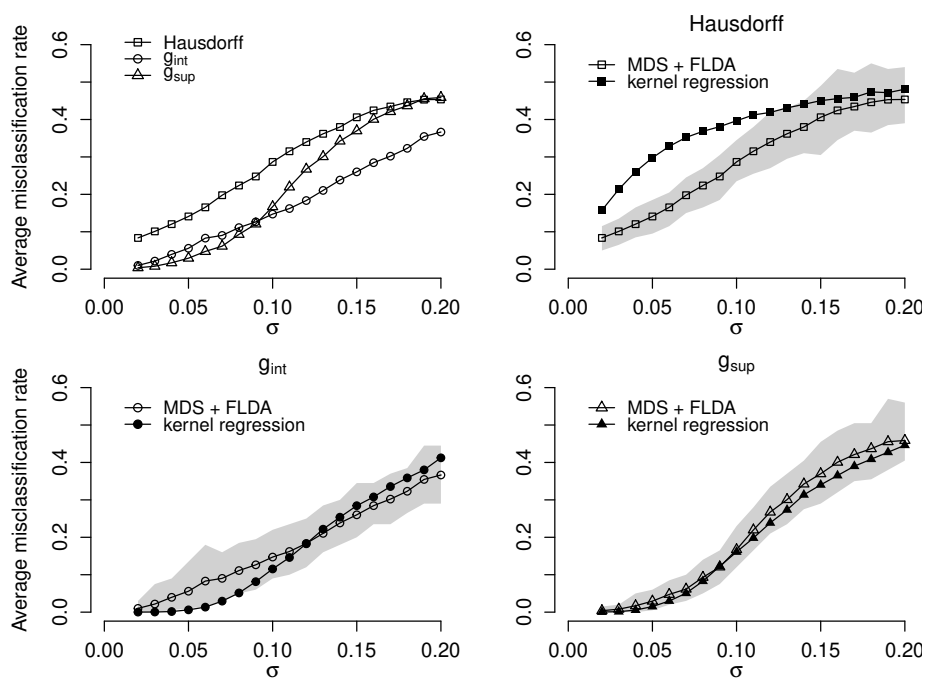 Average misclassification rate
0.0 0.2 0.4 0.6
Hausdorff
g_int
g_sup
0.00 0.05 0.10 0.15 0.20
σ
Hausdorff
0.0 0.2 0.4 0.6
MDS + FLDA
kernel regression
0.00 0.05 0.10 0.15 0.20
σ
g_int
Average misclassification rate
0.0 0.2 0.4 0.6
MDS + FLDA
kernel regression
0.00 0.05 0.10 0.15 0.20
σ
g_sup
0.0 0.2 0.4 0.6
MDS + FLDA
kernel regression
0.00 0.05 0.10 0.15 0.20
σ